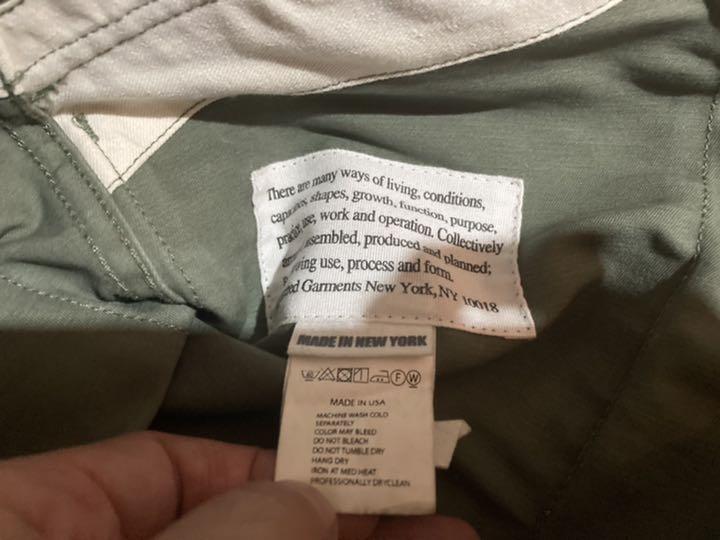 There are many ways of living, conditions,
shapes, growth, function, purpose,
use, work and operation. Collectively
assembled, produced and planned;
use, process and form.
Garments New York, NY 10018
MADE IN NEW YORK
F W
MADE IN USA
MACHINE WASH COLD
SEPARATELY
COLOR MAY BLEED
DO NOT BLEACH
DO NOT TUMBLE DRY
HANG DRY
IRON AT MED HEAT
PROFESSIONALLY DRYCLEAN